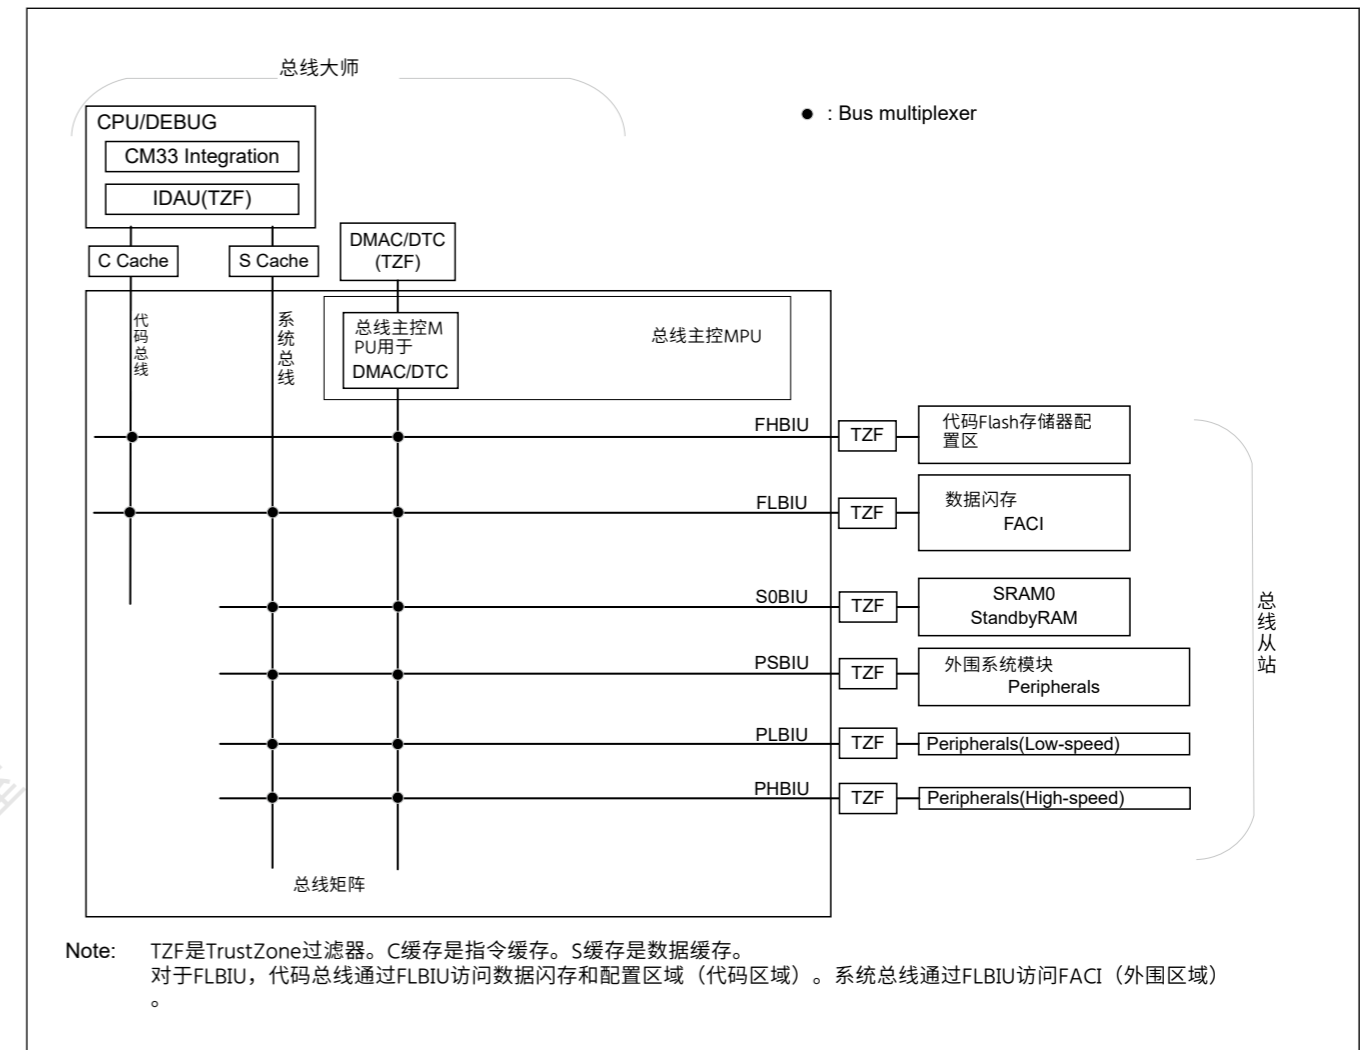 总线大师
● : Bus multiplexer
CPU/DEBUG
CM33 Integration
IDAU(TZF)
C Cache
S Cache
DMAC/DTC
(TZF)
代码总线
系统总线
总线主控M
PU用于
DMAC/DTC
总线主控MPU
FHBIU
TZF
代码Flash存储器配
置区
FLBIU
TZF
数据闪存
FACI
S0BIU
TZF
SRAM0
StandbyRAM
PSBIU
TZF
外围系统模块
Peripherals
PLBIU
TZF
Peripherals(Low-speed)
PHBIU
TZF
Peripherals(High-speed)
总线从站
总线矩阵
Note: TZF是TrustZone过滤器。C缓存是指令缓存。S缓存是数据缓存。
对于FLBIU，代码总线通过FLBIU访问数据闪存和配置区域（代码区域）。系统总线通过FLBIU访问FACI（外围区域）
。